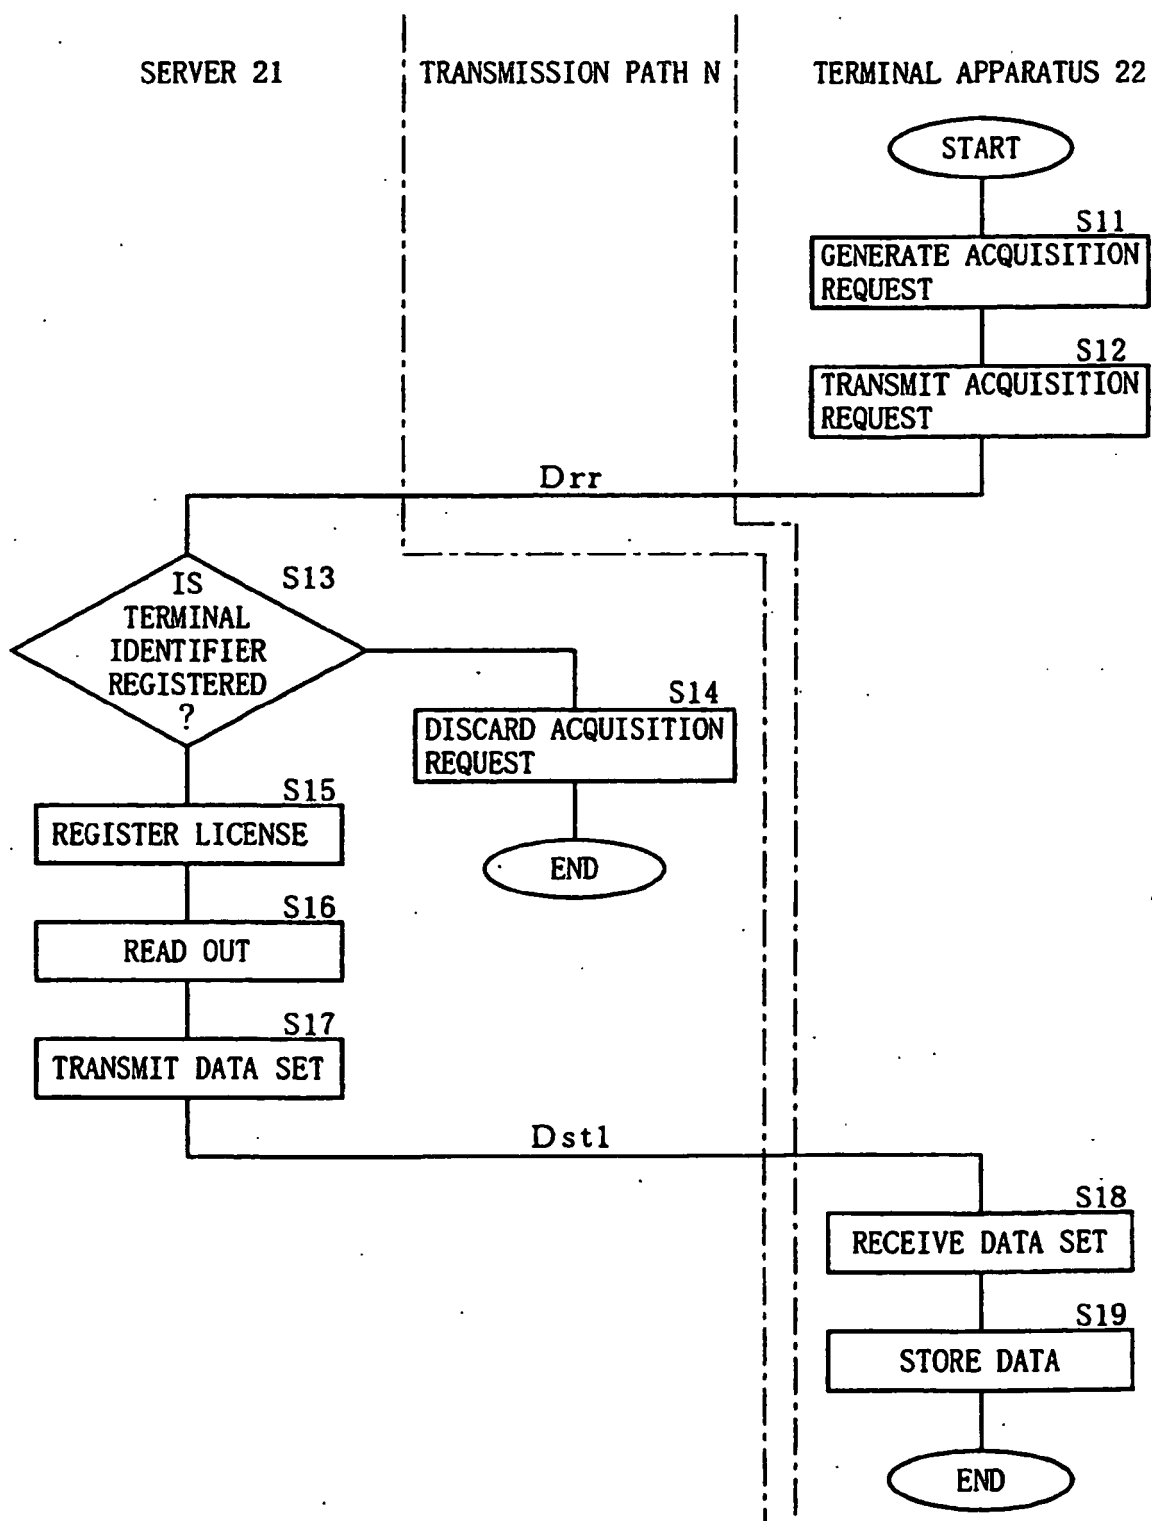 SERVER 21
TRANSMISSION PATH N
TERMINAL APPARATUS 22
START
S11
GENERATE ACQUISITION
REQUEST
S12
TRANSMIT ACQUISITION
REQUEST
Drr
IS
TERMINAL
IDENTIFIER
REGISTERED
?
S13
S14
DISCARD ACQUISITION
REQUEST
END
S15
REGISTER LICENSE
S16
READ OUT
S17
TRANSMIT DATA SET
Dstl
S18
RECEIVE DATA SET
S19
STORE DATA
END